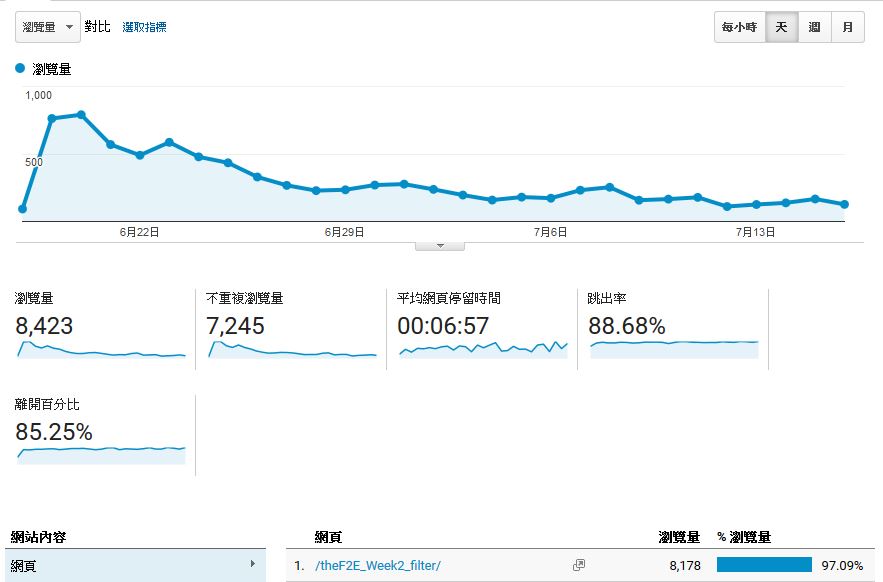 瀏覽量 對比 選取指標 每小時 天 週 月
瀏覽量
1,000
500
6月22日 6月29日 7月6日 7月13日
瀏覽量 不重複瀏覽量 平均網頁停留時間 跳出率
8,423 7,245 00:06:57 88.68%
離開百分比
85.25%
網站內容 網頁 瀏覽量 % 瀏覽量
網頁 1. /theF2E_Week2_filter/ 8,178 97.09%